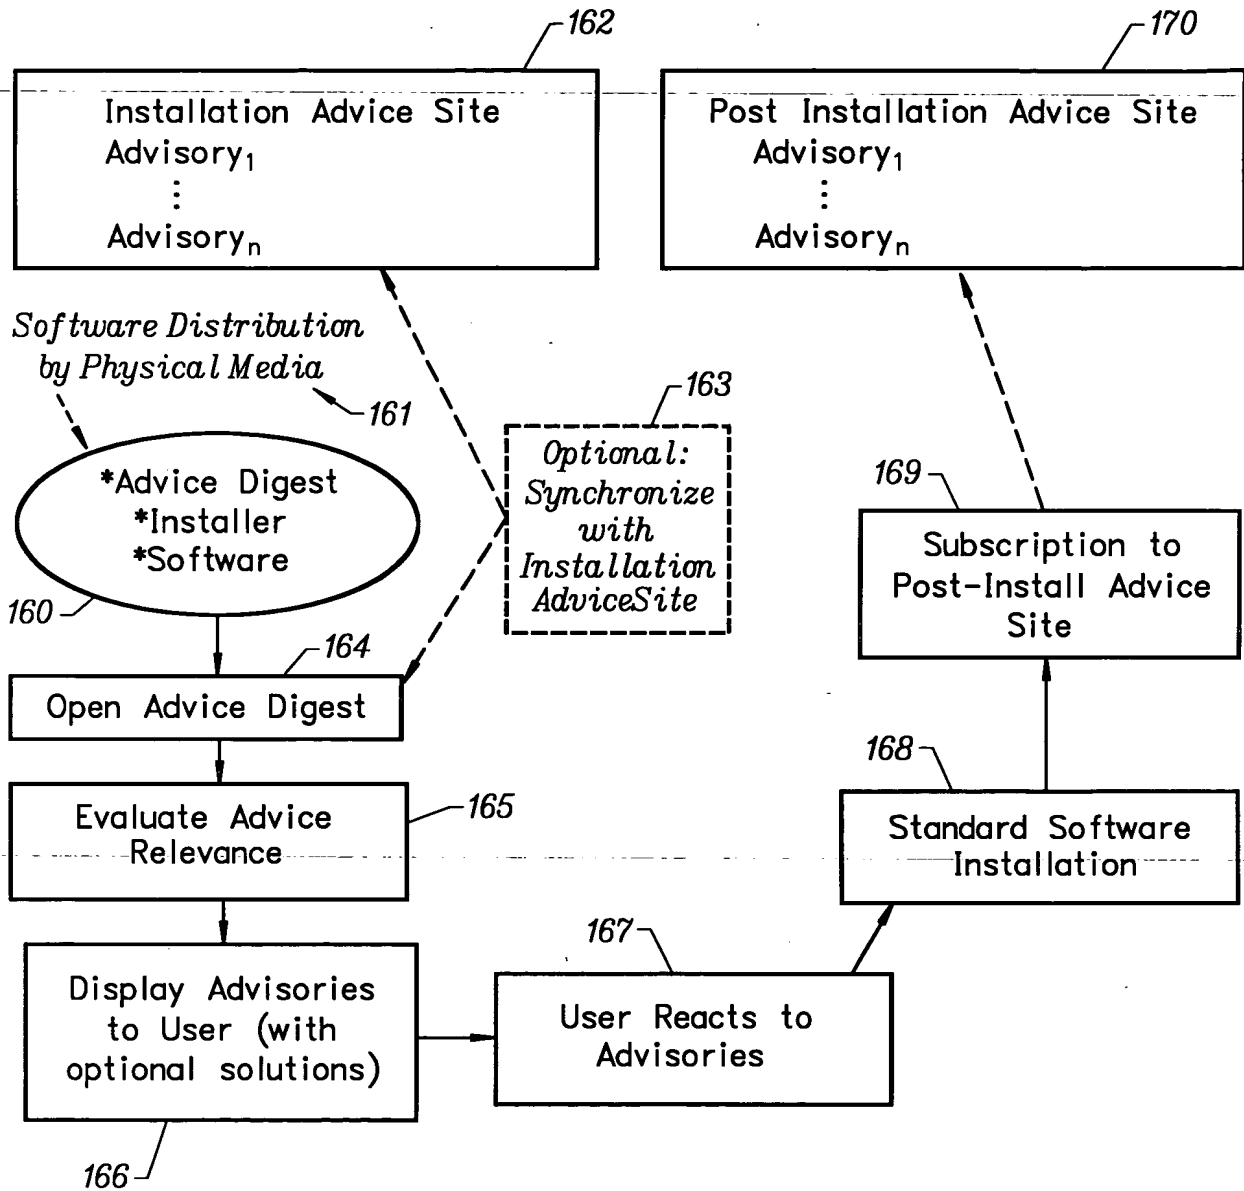 162
Installation Advice Site
Advisory₁
⋮
Advisoryₙ
170
Post Installation Advice Site
Advisory₁
⋮
Advisoryₙ
Software Distribution
by Physical Media
161
*Advice Digest
*Installer
*Software
160
163
Optional:
Synchronize
with
Installation
AdviceSite
164
Open Advice Digest
165
Evaluate Advice
Relevance
Display Advisories
to User (with
optional solutions)
166
167
User Reacts to
Advisories
168
Standard Software
Installation
169
Subscription to
Post-Install Advice
Site